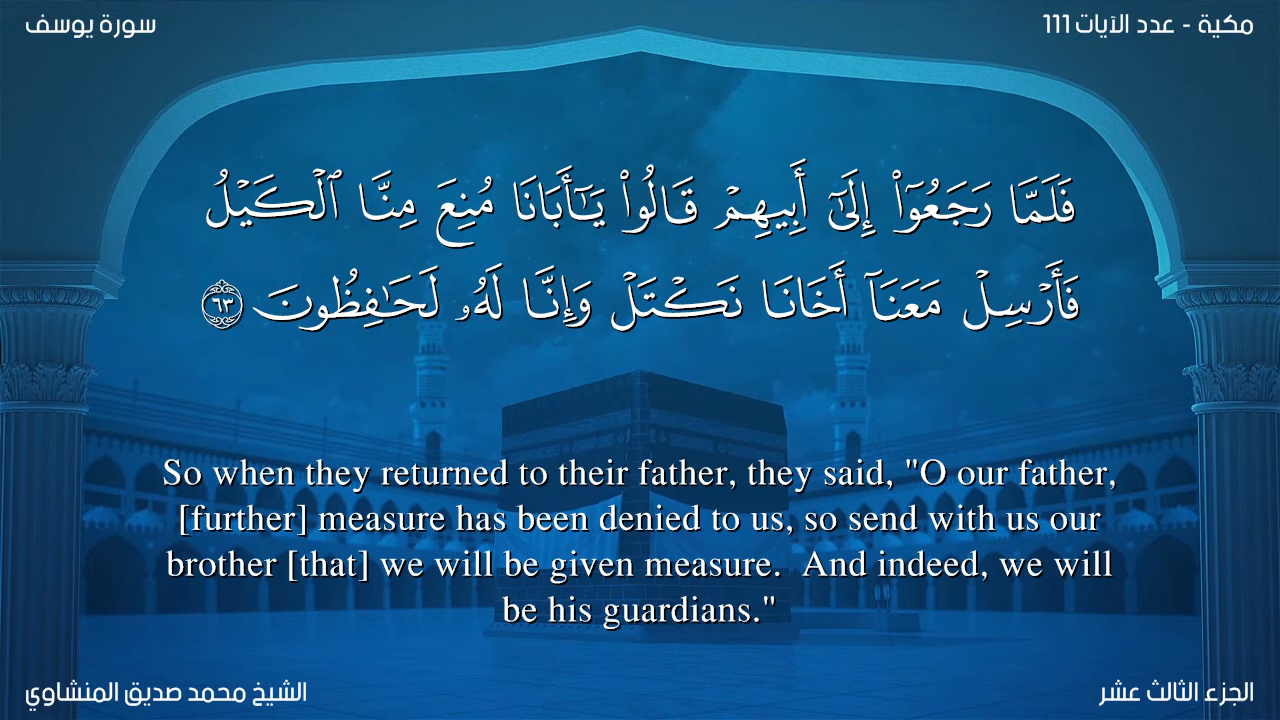 سورة يوسف
مكية - عدد الآيات 111
فَلَمَّا رَجَعُوٓا۟ إِلَىٰٓ أَبِيهِمْ قَالُوا۟ يَـٰٓأَبَانَا مُنِعَ مِنَّا ٱلْكَيْلُ
فَأَرْسِلْ مَعَنَآ أَخَانَا نَكْتَلْ وَإِنَّا لَهُۥ لَحَـٰفِظُونَ ٦٣
So when they returned to their father, they said, "O our father,
[further] measure has been denied to us, so send with us our
brother [that] we will be given measure.  And indeed, we will
be his guardians."
الشيخ محمد صديق المنشاوي
الجزء الثالث عشر